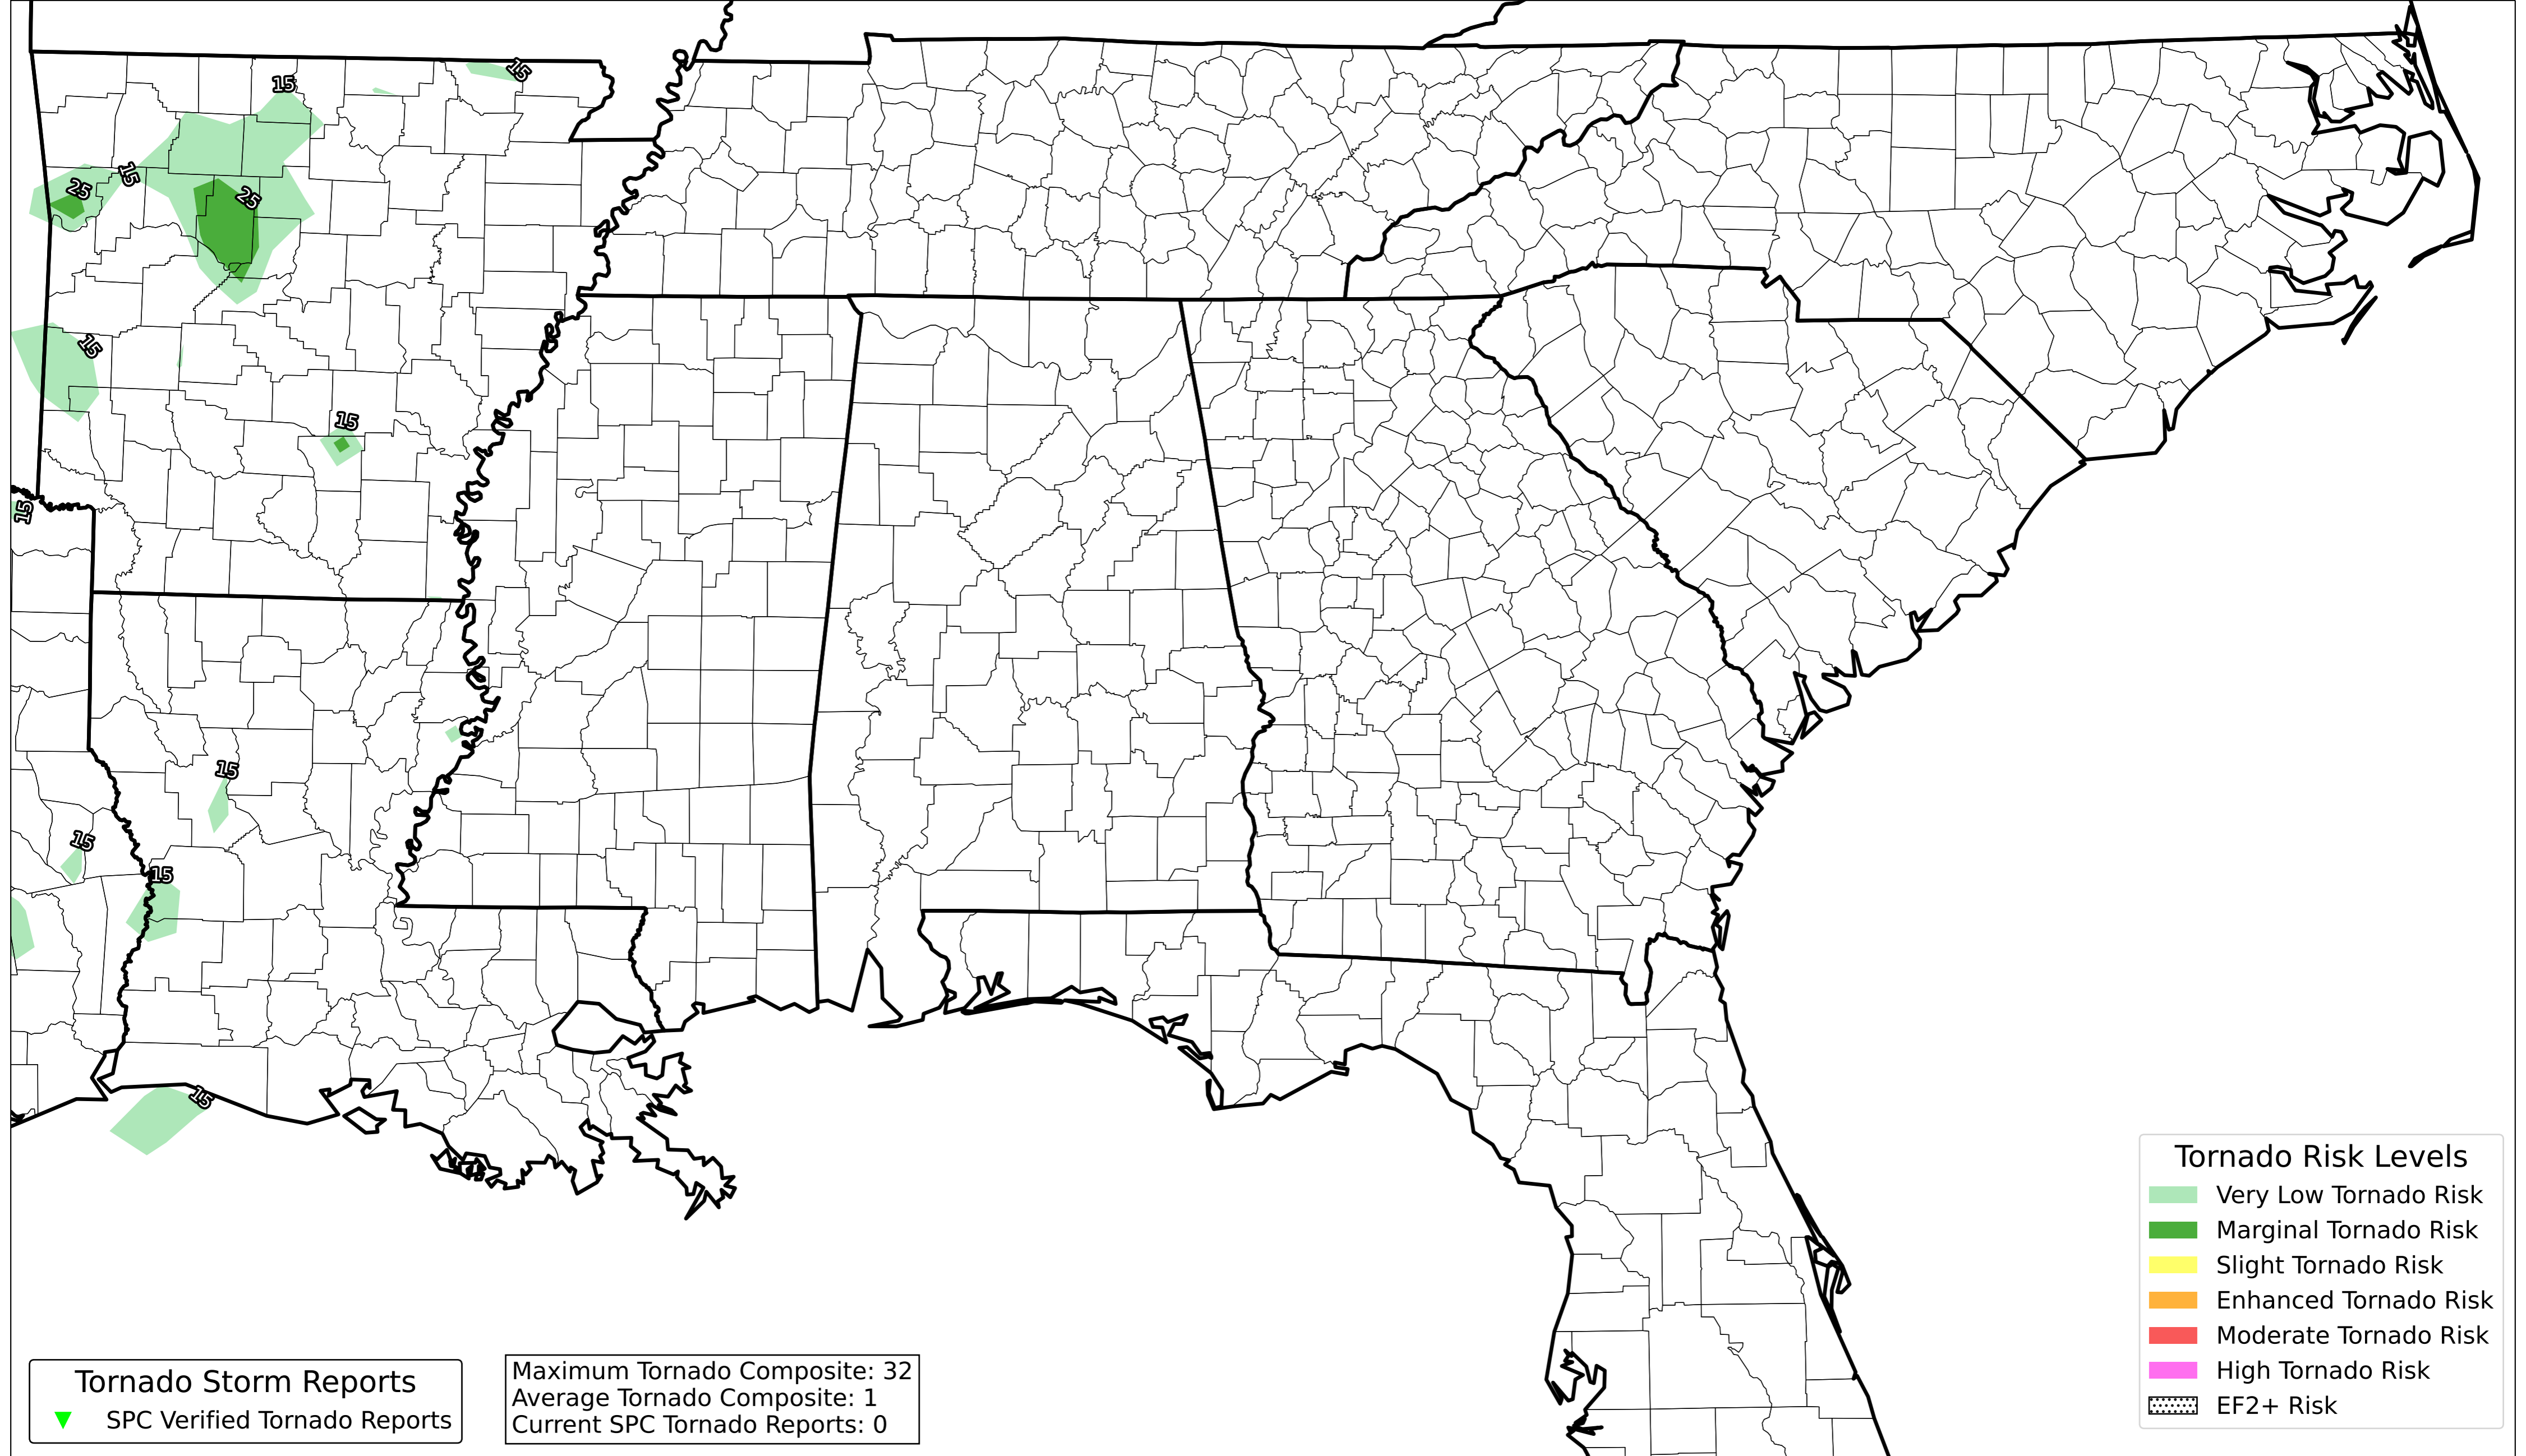 15
15
15
25
25
15
15
15
15
15
15
15
Tornado Risk Levels
Very Low Tornado Risk
Marginal Tornado Risk
Slight Tornado Risk
Enhanced Tornado Risk
Moderate Tornado Risk
High Tornado Risk
EF2+ Risk
Tornado Storm Reports
SPC Verified Tornado Reports
Maximum Tornado Composite: 32
Average Tornado Composite: 1
Current SPC Tornado Reports: 0